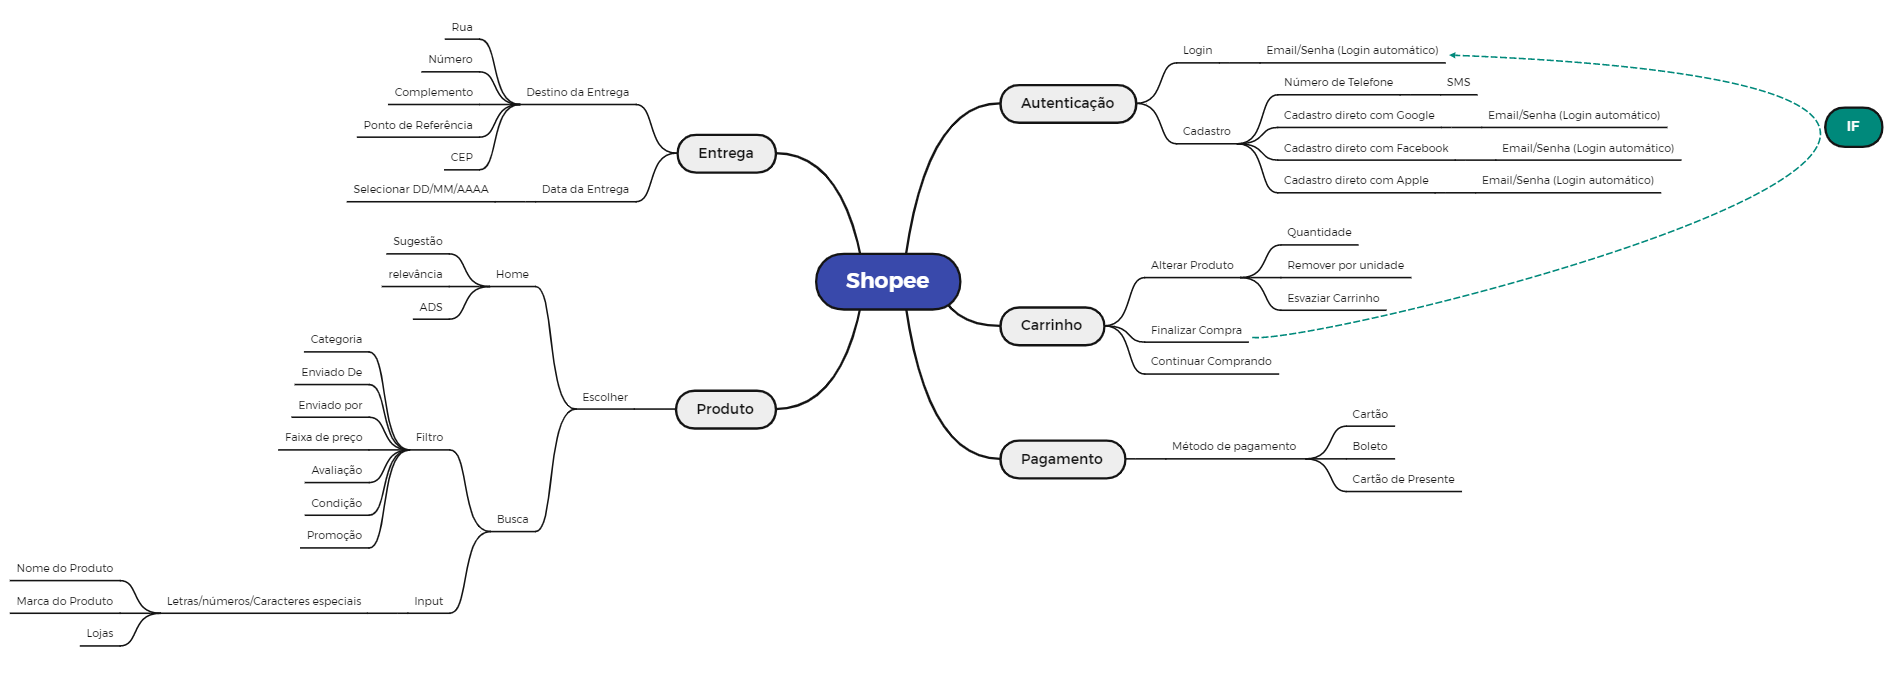 Shopee
Entrega
Destino da Entrega
Rua
Número
Complemento
Ponto de Referência
CEP
Data da Entrega
Selecionar DD/MM/AAAA
Produto
Escolher
Home
Sugestão
relevância
ADS
Busca
Filtro
Categoria
Enviado De
Enviado por
Faixa de preço
Avaliação
Condição
Promoção
Input
Letras/números/Caracteres especiais
Nome do Produto
Marca do Produto
Lojas
Autenticação
Login
Email/Senha (Login automático)
Cadastro
Número de Telefone
SMS
Cadastro direto com Google
Email/Senha (Login automático)
Cadastro direto com Facebook
Email/Senha (Login automático)
Cadastro direto com Apple
Email/Senha (Login automático)
IF
Carrinho
Alterar Produto
Quantidade
Remover por unidade
Esvaziar Carrinho
Finalizar Compra
Continuar Comprando
Pagamento
Método de pagamento
Cartão
Boleto
Cartão de Presente